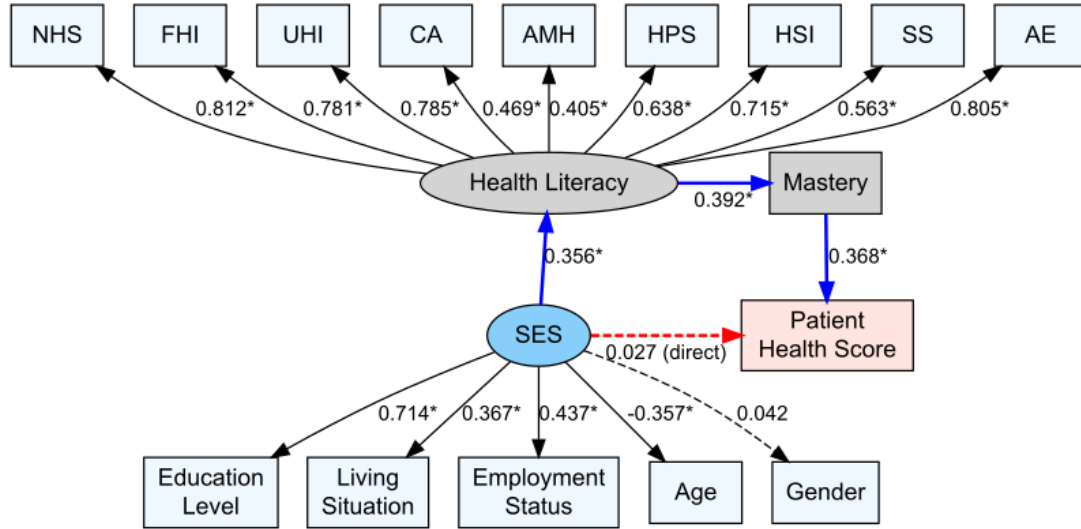 NHS
FHI
UHI
CA
AMH
HPS
HSI
SS
AE
0.812*
0.781*
0.785*
0.469*
0.405*
0.638*
0.715*
0.563*
0.805*
Health Literacy
0.392*
Mastery
0.356*
0.368*
SES
0.027 (direct)
Patient
Health Score
0.714*
0.367*
0.437*
-0.357*
0.042
Education
Level
Living
Situation
Employment
Status
Age
Gender